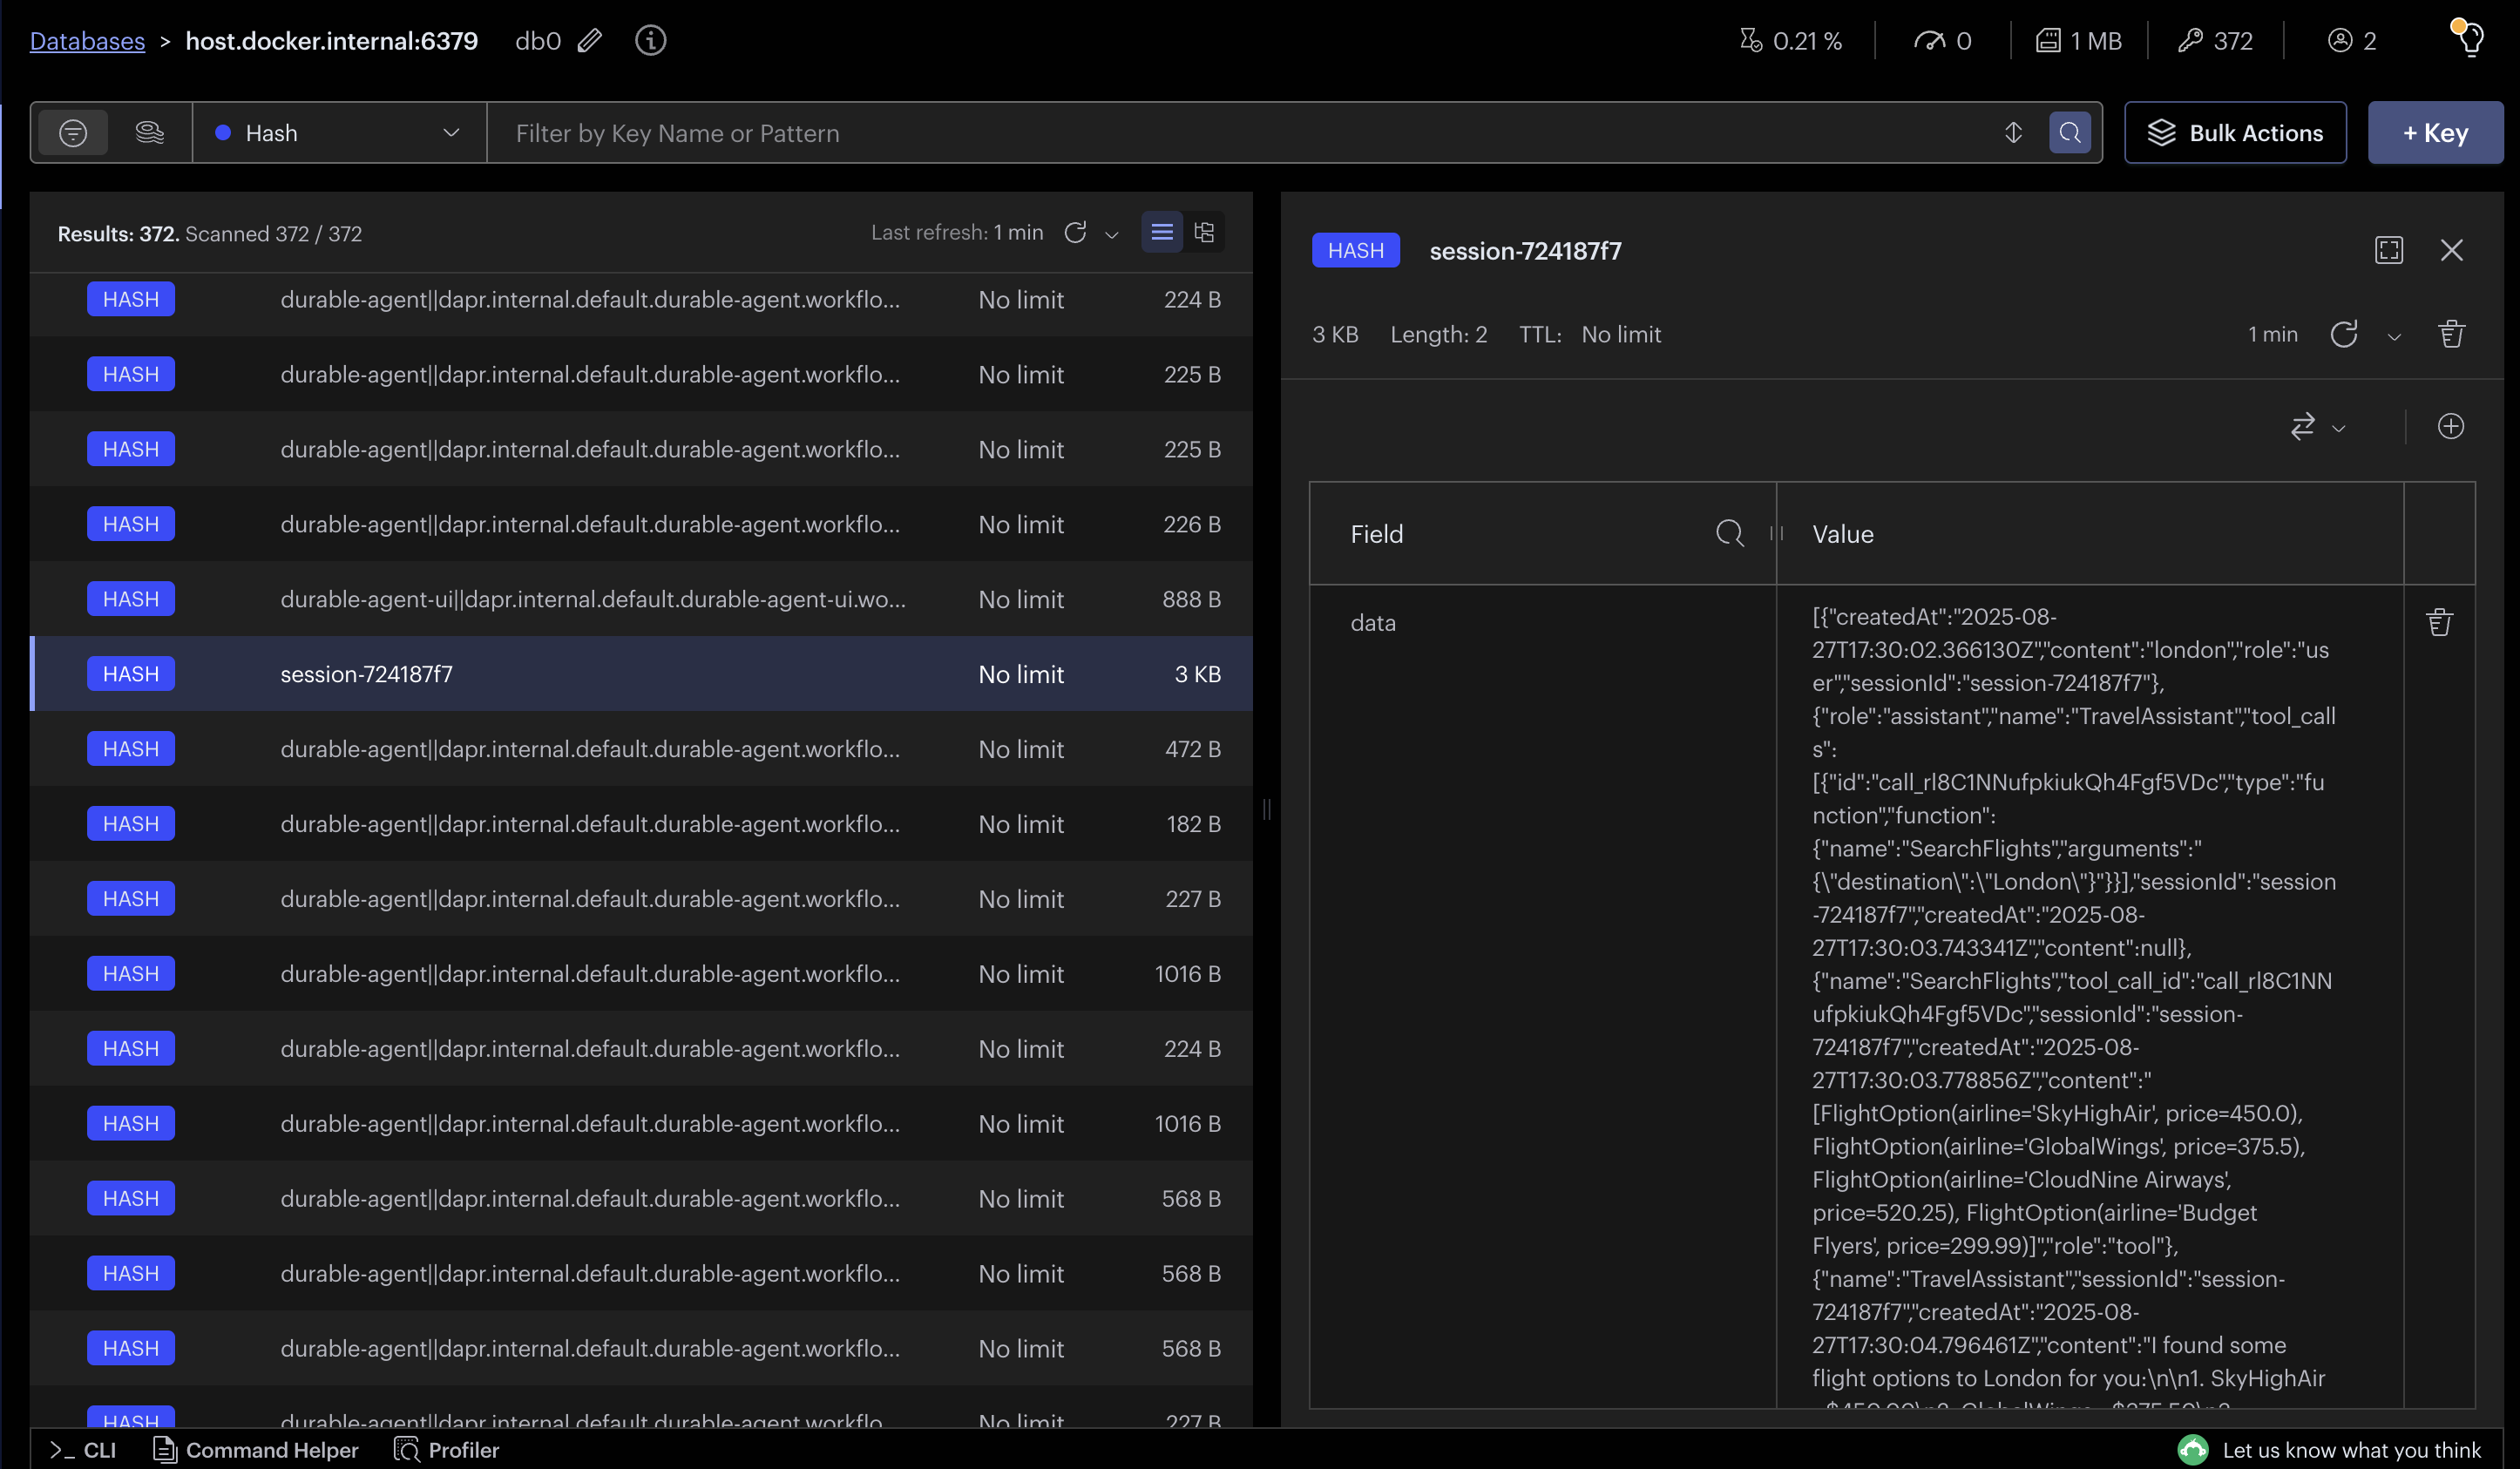 Databases > host.docker.internal:6379 db0 0.21 % 0 1 MB 372 2
Hash Filter by Key Name or Pattern Bulk Actions + Key
Results: 372. Scanned 372 / 372 Last refresh: 1 min
HASH durable-agent||dapr.internal.default.durable-agent.workflo... No limit 224 B
HASH durable-agent||dapr.internal.default.durable-agent.workflo... No limit 225 B
HASH durable-agent||dapr.internal.default.durable-agent.workflo... No limit 225 B
HASH durable-agent||dapr.internal.default.durable-agent.workflo... No limit 226 B
HASH durable-agent-ui||dapr.internal.default.durable-agent-ui.wo... No limit 888 B
HASH session-724187f7 No limit 3 KB
HASH durable-agent||dapr.internal.default.durable-agent.workflo... No limit 472 B
HASH durable-agent||dapr.internal.default.durable-agent.workflo... No limit 182 B
HASH durable-agent||dapr.internal.default.durable-agent.workflo... No limit 227 B
HASH durable-agent||dapr.internal.default.durable-agent.workflo... No limit 1016 B
HASH durable-agent||dapr.internal.default.durable-agent.workflo... No limit 224 B
HASH durable-agent||dapr.internal.default.durable-agent.workflo... No limit 1016 B
HASH durable-agent||dapr.internal.default.durable-agent.workflo... No limit 568 B
HASH durable-agent||dapr.internal.default.durable-agent.workflo... No limit 568 B
HASH durable-agent||dapr.internal.default.durable-agent.workflo... No limit 568 B
HASH durable-agent||dapr.internal.default.durable-agent.workflo No limit 227 B
HASH session-724187f7
3 KB Length: 2 TTL: No limit 1 min
Field Value
data
[{"createdAt":"2025-08-
27T17:30:02.366130Z","content":"london","role":"us
er","sessionId":"session-724187f7"},
{"role":"assistant","name":"TravelAssistant","tool_call
s":
[{"id":"call_rl8C1NNufpkiukQh4Fgf5VDc","type":"fu
nction","function":
{"name":"SearchFlights","arguments":"
{\"destination\":\"London\"}"}}],"sessionId":"session
-724187f7","createdAt":"2025-08-
27T17:30:03.743341Z","content":null},
{"name":"SearchFlights","tool_call_id":"call_rl8C1NN
ufpkiukQh4Fgf5VDc","sessionId":"session-
724187f7","createdAt":"2025-08-
27T17:30:03.778856Z","content":"
[FlightOption(airline='SkyHighAir', price=450.0),
FlightOption(airline='GlobalWings', price=375.5),
FlightOption(airline='CloudNine Airways',
price=520.25), FlightOption(airline='Budget
Flyers', price=299.99)]","role":"tool"},
{"name":"TravelAssistant","sessionId":"session-
724187f7","createdAt":"2025-08-
27T17:30:04.796461Z","content":"I found some
flight options to London for you:\n\n1. SkyHighAir
>_ CLI Command Helper Profiler Let us know what you think